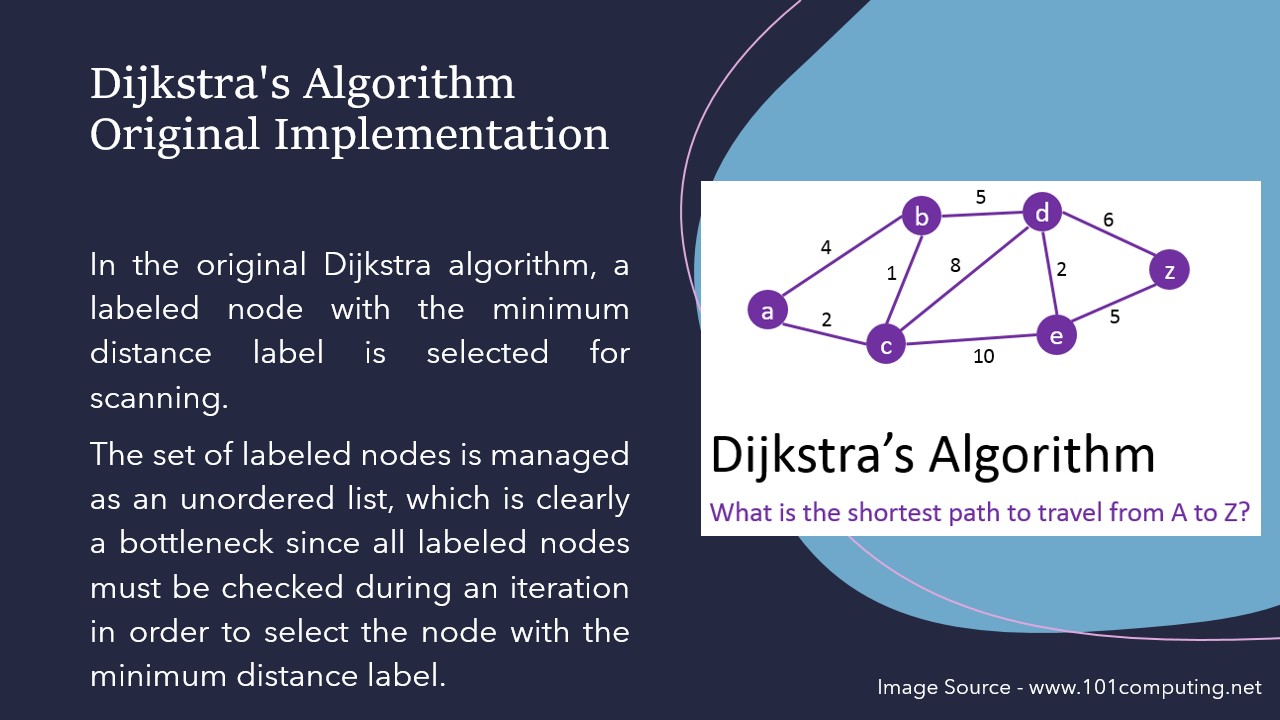 Dijkstra's Algorithm
Original Implementation
In the original Dijkstra algorithm, a
labeled node with the minimum
distance label is selected for
scanning.
The set of labeled nodes is managed
as an unordered list, which is clearly
a bottleneck since all labeled nodes
must be checked during an iteration
in order to select the node with the
minimum distance label.
5
b
d
6
4
1
8
2
z
a
2
5
c
e
10
Dijkstra’s Algorithm
What is the shortest path to travel from A to Z?
Image Source - www.101computing.net